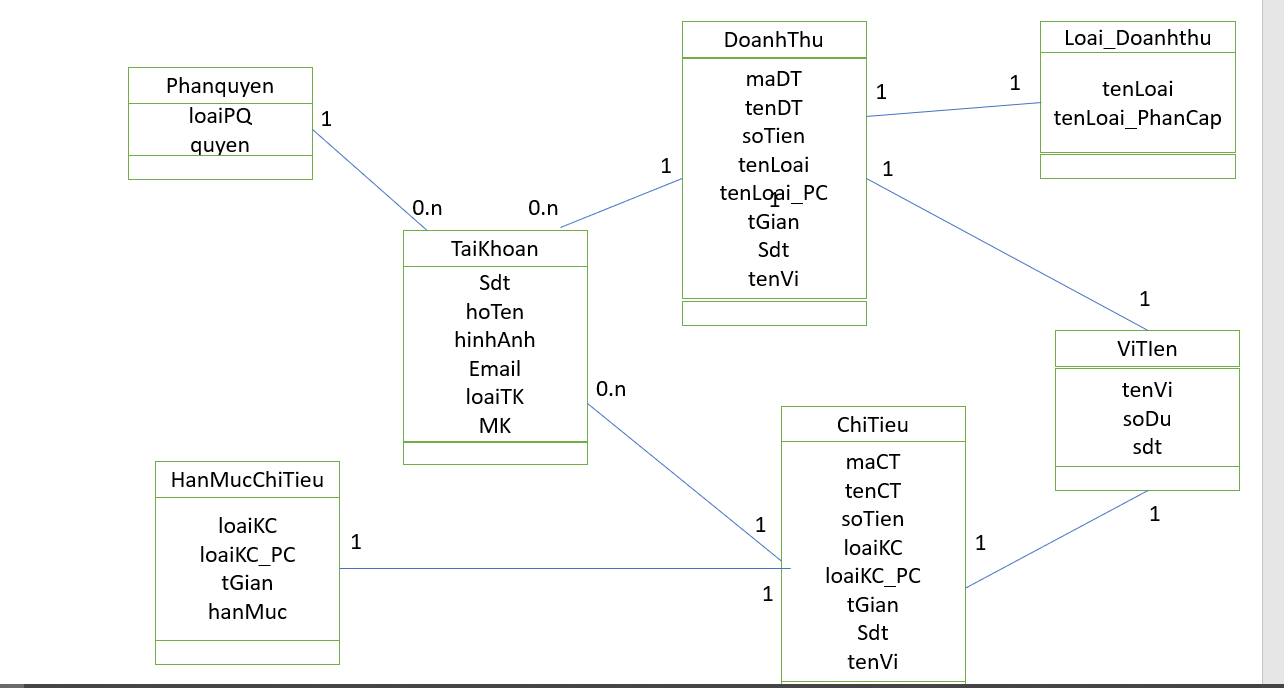 Phanquyen
loaiPQ
quyen
1
0.n
TaiKhoan
Sdt
hoTen
hinhAnh
Email
loaiTK
MK
0.n
0.n
1
DoanhThu
maDT
tenDT
soTien
tenLoai
tenLoai_PC
1
tGian
Sdt
tenVi
1
1
Loai_Doanhthu
tenLoai
tenLoai_PhanCap
1
1
ViTIen
tenVi
soDu
sdt
1
HanMucChiTieu
loaiKC
loaiKC_PC
tGian
hanMuc
1
1
1
ChiTieu
maCT
tenCT
soTien
loaiKC
loaiKC_PC
tGian
Sdt
tenVi
1